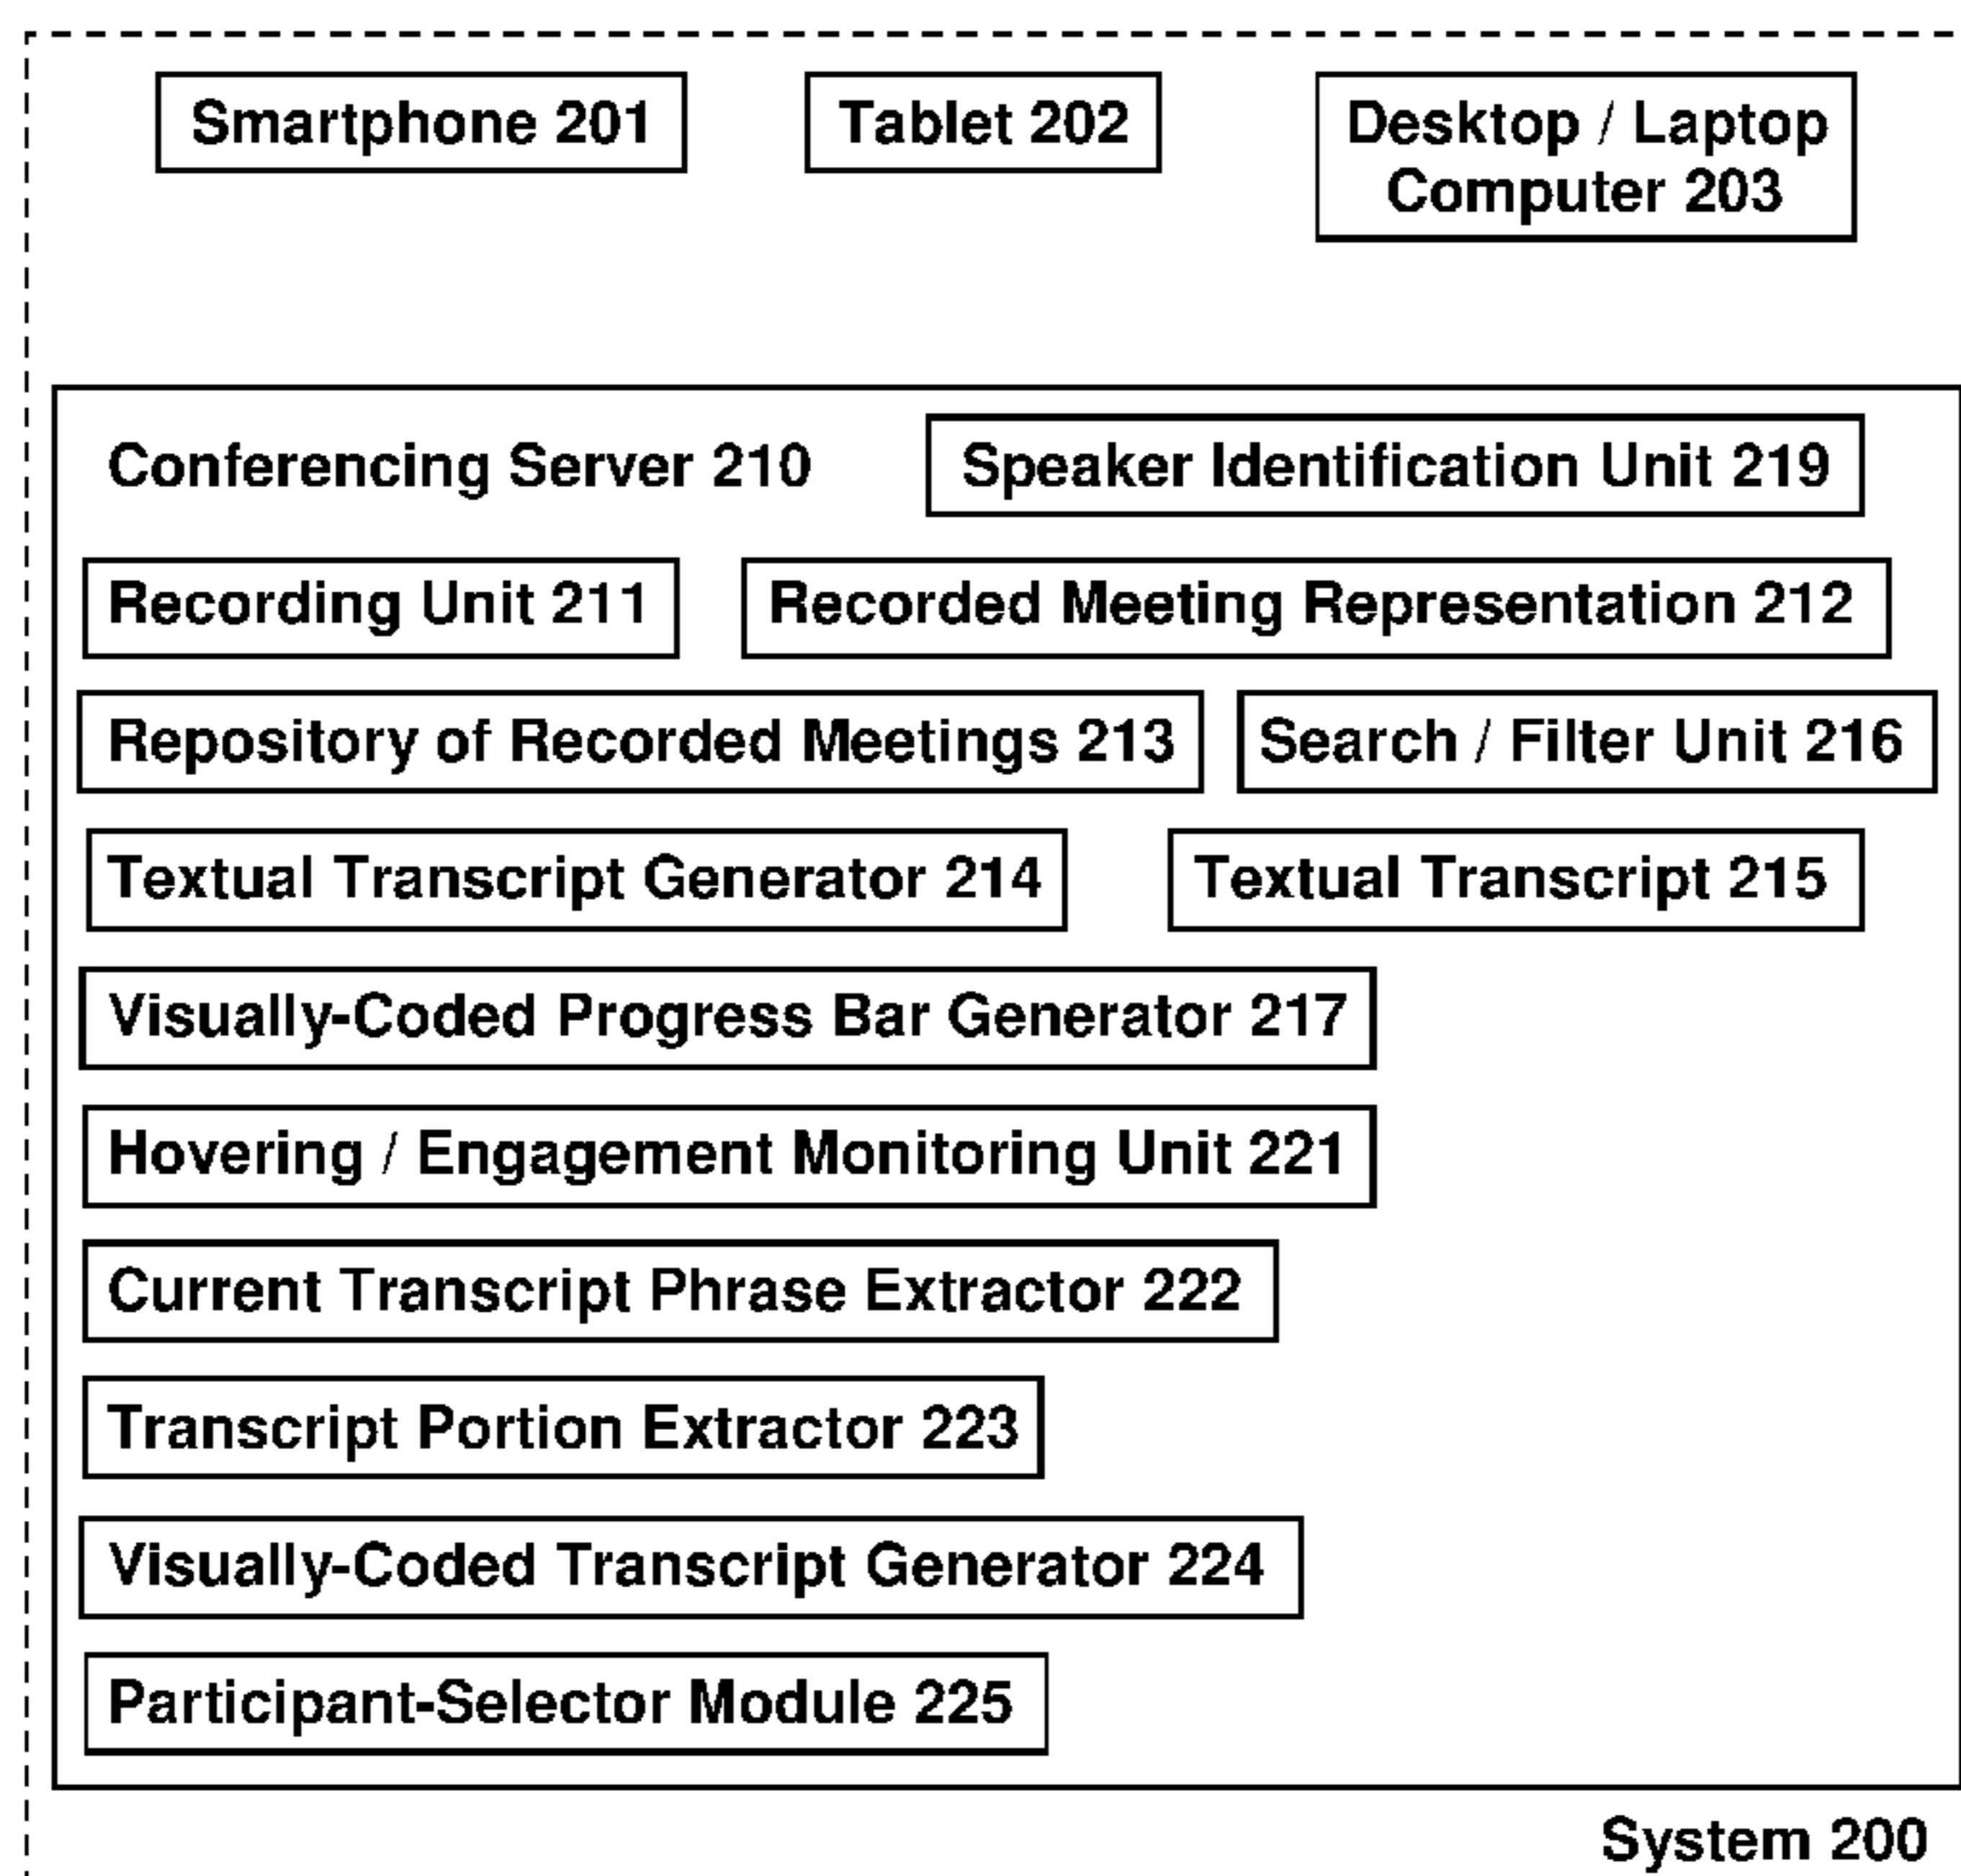 Smartphone 201
Tablet 202
Desktop / Laptop
Computer 203
Conferencing Server 210
Speaker Identification Unit 219
Recording Unit 211
Recorded Meeting Representation 212
Repository of Recorded Meetings 213
Search / Filter Unit 216
Textual Transcript Generator 214
Textual Transcript 215
Visually-Coded Progress Bar Generator 217
Hovering / Engagement Monitoring Unit 221
Current Transcript Phrase Extractor 222
Transcript Portion Extractor 223
Visually-Coded Transcript Generator 224
Participant-Selector Module 225
System 200